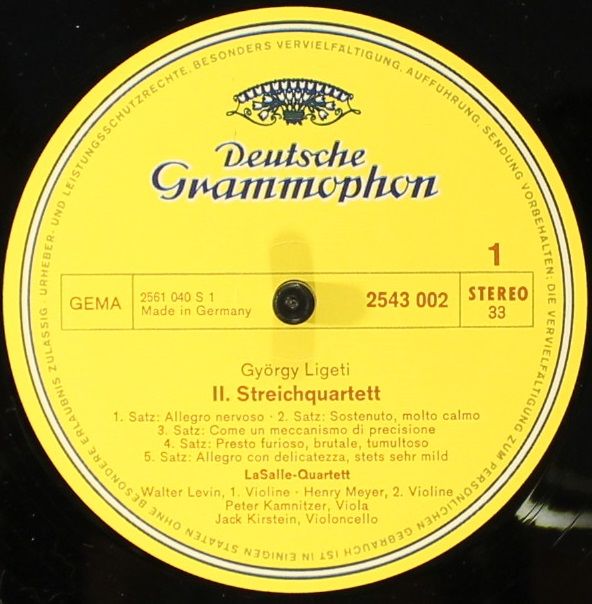 Deutsche
Grammophon
1
GEMA
2561 040 S 1
Made in Germany
2543 002
STEREO
33
György Ligeti
II. Streichquartett
1. Satz: Allegro nervoso · 2. Satz: Sostenuto, molto calmo
3. Satz: Come un meccanismo di precisione
4. Satz: Presto furioso, brutale, tumultoso
5. Satz: Allegro con delicatezza, stets sehr mild
LaSalle-Quartett
Walter Levin, 1. Violine · Henry Meyer, 2. Violine
Peter Kamnitzer, Viola
Jack Kirstein, Violoncello
URHEBER- UND LEISTUNGSSCHUTZRECHTE, BESONDERS VERVIELFÄLTIGUNG, AUFFÜHRUNG, SENDUNG VORBEHALTEN: DIE VERVIELFÄLTIGUNG ZUM PERSÖNLICHEN GEBRAUCH IST IN EINIGEN STAATEN OHNE BESONDERE ERLAUBNIS ZULÄSSIG ·